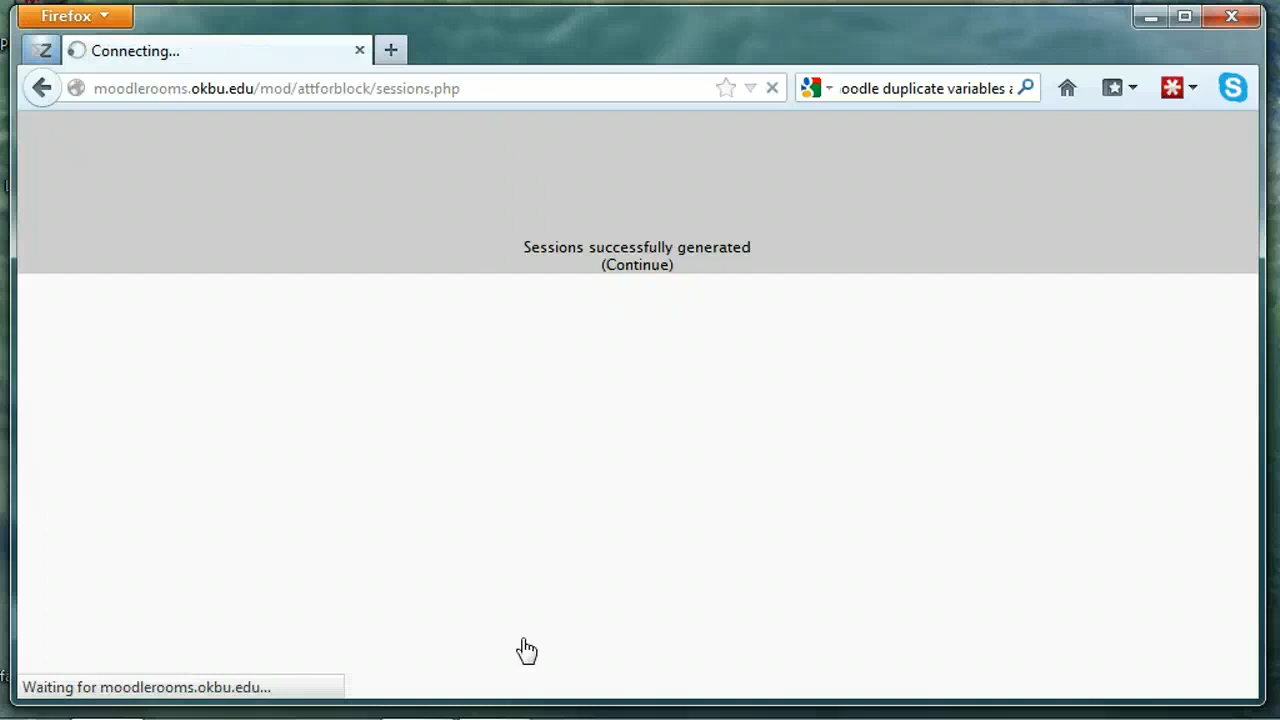 Firefox
Z
Connecting...
moodlerooms.okbu.edu/mod/attforblock/sessions.php
oodle duplicate variables
Sessions successfully generated
(Continue)
Waiting for moodlerooms.okbu.edu...